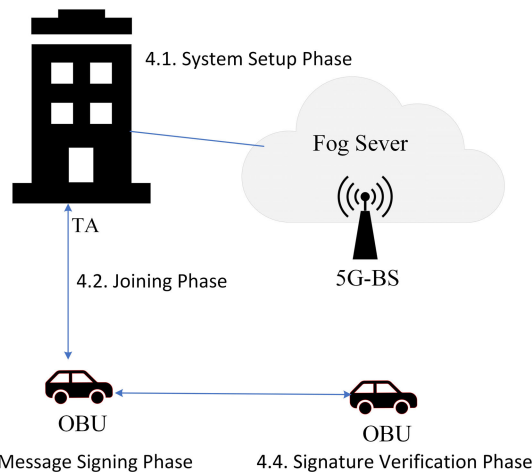 4.1. System Setup Phase
Fog Sever
TA
5G-BS
4.2. Joining Phase
OBU
OBU
Message Signing Phase
4.4. Signature Verification Phase